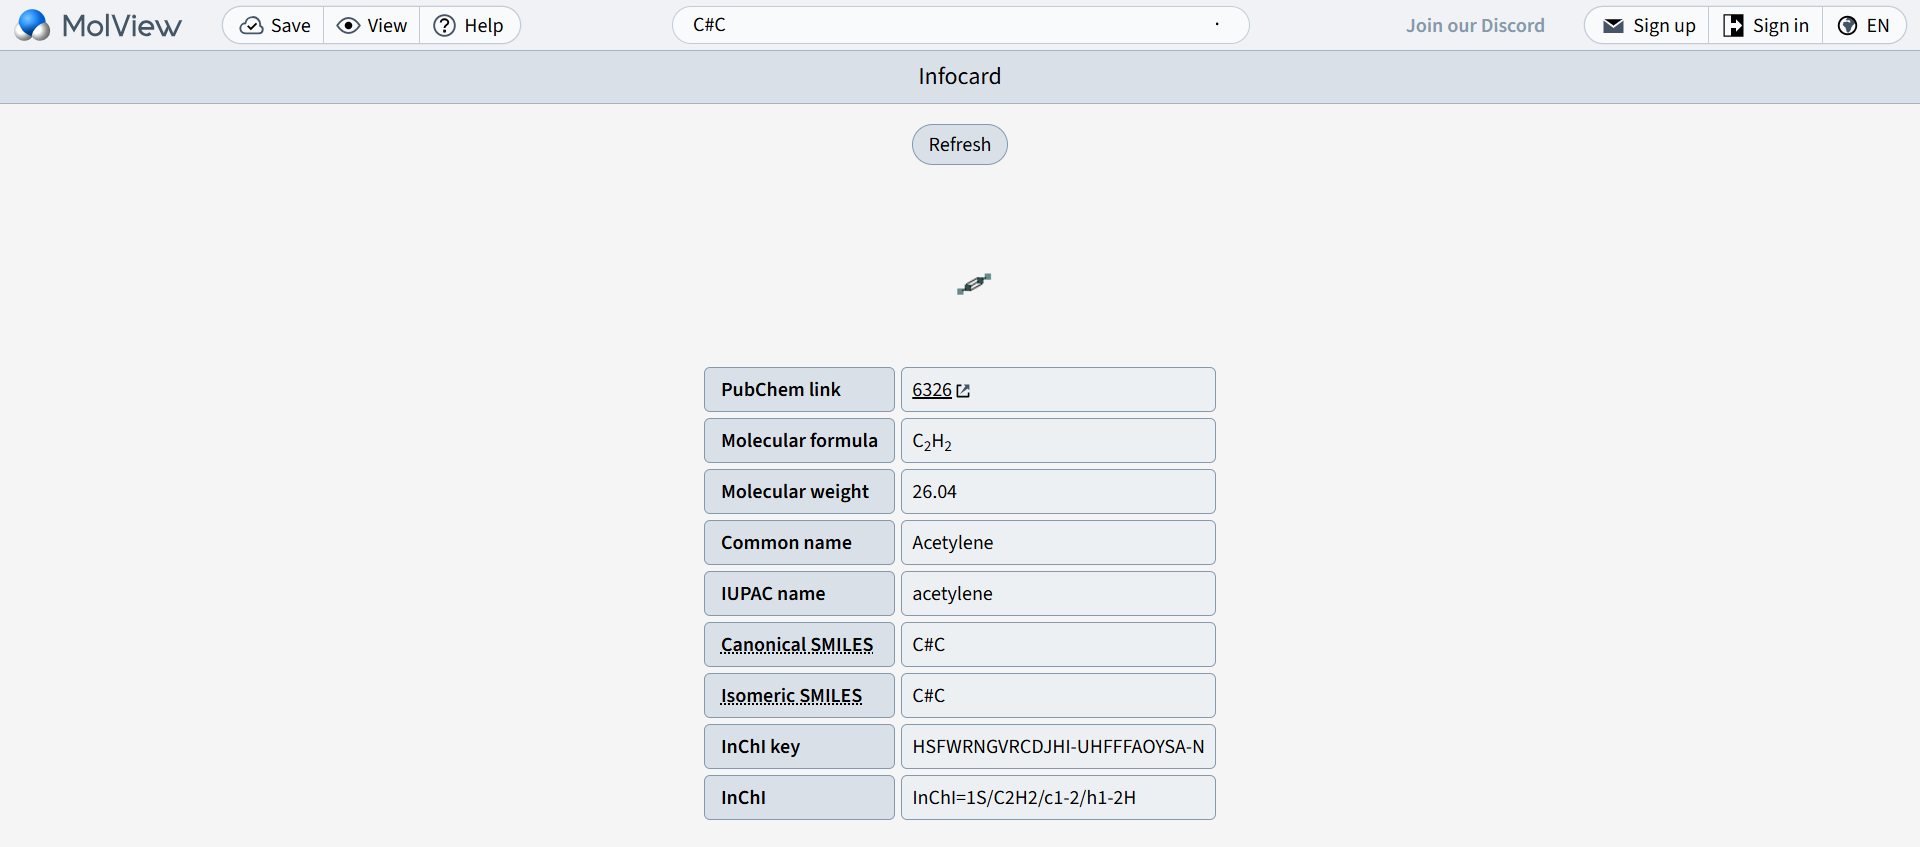 MolView Save View Help C#C Join our Discord Sign up Sign in EN
Infocard
Refresh
PubChem link 6326
Molecular formula C₂H₂
Molecular weight 26.04
Common name Acetylene
IUPAC name acetylene
Canonical SMILES C#C
Isomeric SMILES C#C
InChI key HSFWRNGVRCDJHI-UHFFFAOYSA-N
InChI InChI=1S/C2H2/c1-2/h1-2H